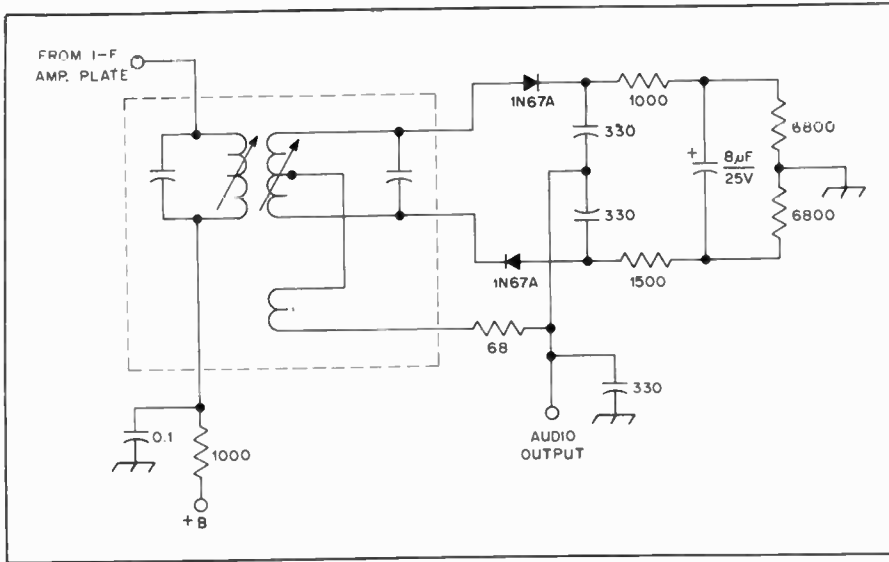 FROM I-F
AMP. PLATE
1N67A
1000
330
6800
+
8µF
25V
330
6800
1N67A
1500
68
330
0.1
1000
AUDIO
OUTPUT
+B